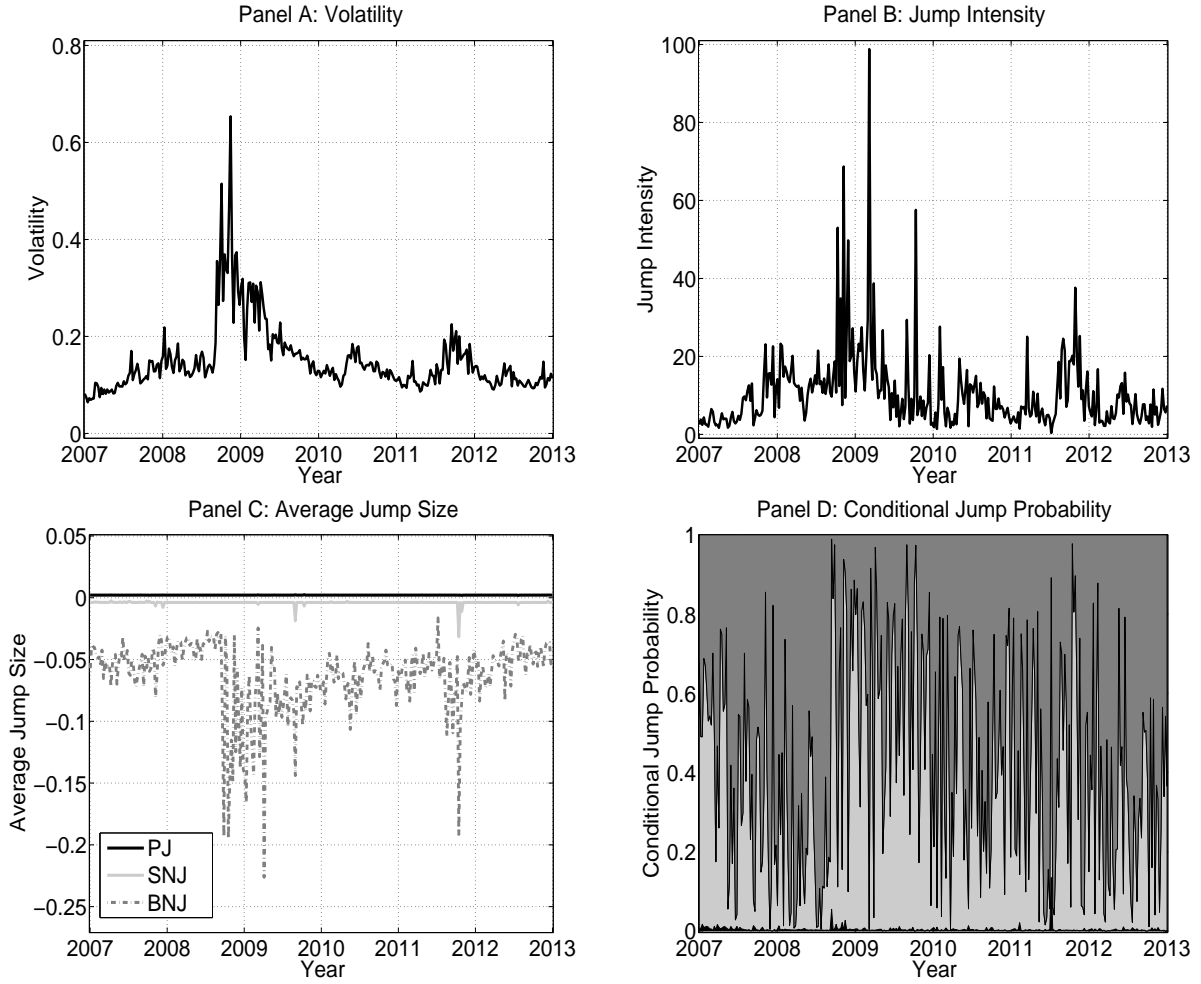 Panel A: Volatility
0.8
0.6
0.4
0.2
0
Volatility
2007 2008 2009 2010 2011 2012 2013
Year
Panel B: Jump Intensity
100
80
60
40
20
0
Jump Intensity
2007 2008 2009 2010 2011 2012 2013
Year
Panel C: Average Jump Size
0.05
0
−0.05
−0.1
−0.15
−0.2
−0.25
Average Jump Size
PJ
SNJ
BNJ
2007 2008 2009 2010 2011 2012 2013
Year
Panel D: Conditional Jump Probability
1
0.8
0.6
0.4
0.2
0
Conditional Jump Probability
2007 2008 2009 2010 2011 2012 2013
Year